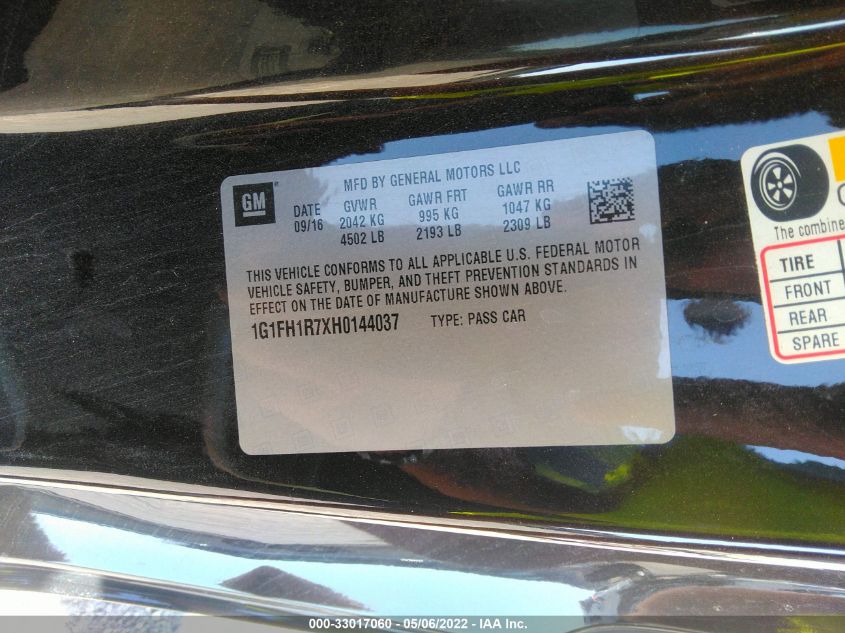 GM
MFD BY GENERAL MOTORS LLC
DATE GVWR GAWR FRT GAWR RR
09/16 2042 KG 995 KG 1047 KG
4502 LB 2193 LB 2309 LB
THIS VEHICLE CONFORMS TO ALL APPLICABLE U.S. FEDERAL MOTOR
VEHICLE SAFETY, BUMPER, AND THEFT PREVENTION STANDARDS IN
EFFECT ON THE DATE OF MANUFACTURE SHOWN ABOVE.
1G1FH1R7XH0144037 TYPE: PASS CAR
The combine
TIRE
FRONT
REAR
SPARE
000-33017060 - 05/06/2022 - IAA Inc.